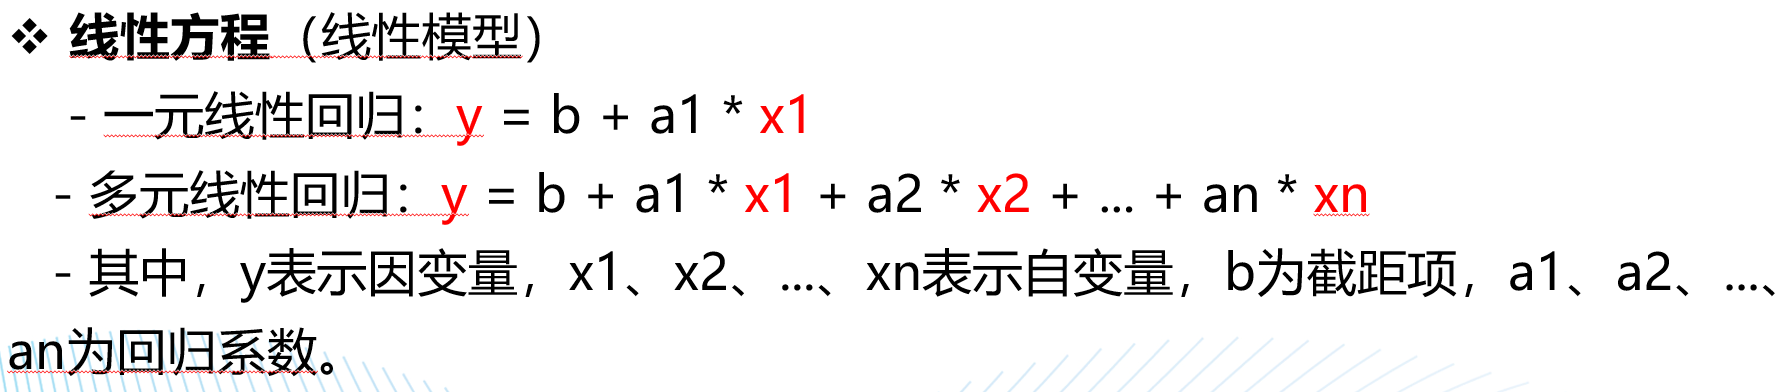 ❖ 线性方程（线性模型）
- 一元线性回归：y = b + a1 * x1
- 多元线性回归：y = b + a1 * x1 + a2 * x2 + ... + an * xn
- 其中，y表示因变量，x1、x2、...、xn表示自变量，b为截距项，a1、a2、...、
an为回归系数。